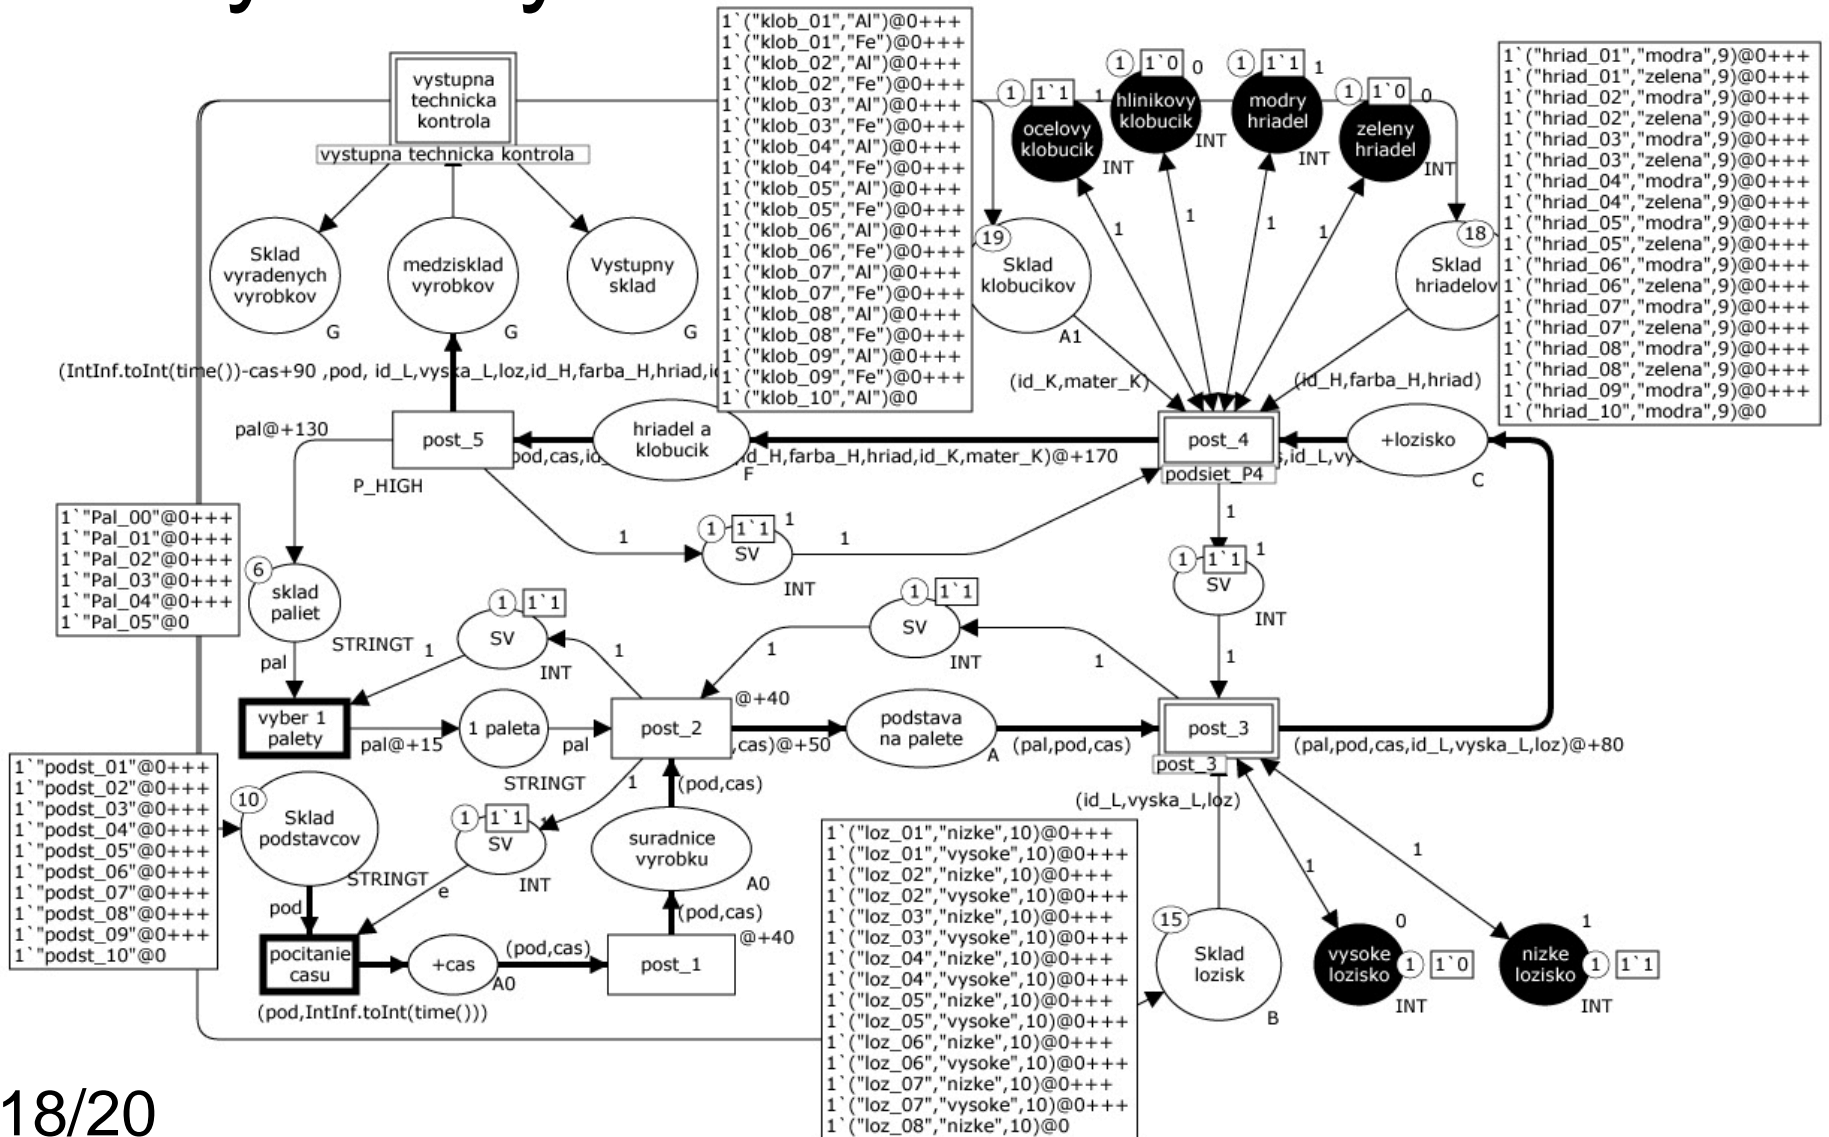 1`("klob_01","Al")@0+++
1`("klob_01","Fe")@0+++
1`("klob_02","Al")@0+++
1`("klob_02","Fe")@0+++
1`("klob_03","Al")@0+++
1`("klob_03","Fe")@0+++
1`("klob_04","Al")@0+++
1`("klob_04","Fe")@0+++
1`("klob_05","Al")@0+++
1`("klob_05","Fe")@0+++
1`("klob_06","Al")@0+++
1`("klob_06","Fe")@0+++
1`("klob_07","Al")@0+++
1`("klob_07","Fe")@0+++
1`("klob_08","Al")@0+++
1`("klob_08","Fe")@0+++
1`("klob_09","Al")@0+++
1`("klob_09","Fe")@0+++
1`("klob_10","Al")@0
vystupna
technicka
kontrola
vystupna technicka kontrola
1
1`1
1
ocelovy
klobucik
INT
1
1`0
0
hlinikovy
klobucik
INT
1
1`1
1
modry
hriadel
INT
1
1`0
0
zeleny
hriadel
INT
1`("hriad_01","modra",9)@0+++
1`("hriad_01","zelena",9)@0+++
1`("hriad_02","modra",9)@0+++
1`("hriad_02","zelena",9)@0+++
1`("hriad_03","modra",9)@0+++
1`("hriad_03","zelena",9)@0+++
1`("hriad_04","modra",9)@0+++
1`("hriad_04","zelena",9)@0+++
1`("hriad_05","modra",9)@0+++
1`("hriad_05","zelena",9)@0+++
1`("hriad_06","modra",9)@0+++
1`("hriad_06","zelena",9)@0+++
1`("hriad_07","modra",9)@0+++
1`("hriad_07","zelena",9)@0+++
1`("hriad_08","modra",9)@0+++
1`("hriad_08","zelena",9)@0+++
1`("hriad_09","modra",9)@0+++
1`("hriad_10","modra",9)@0
Sklad
vyradenych
vyrobkov
G
medzisklad
vyrobkov
G
Vystupny
sklad
G
19
Sklad
klobucikov
A1
1
1
1
1
18
Sklad
hriadelov
(IntInf.toInt(time())-cas+90 ,pod, id_L,vyska_L,loz,id_H,farba_H,hriad,i
(id_K,mater_K)
(id_H,farba_H,hriad)
pal@+130
post_5
P_HIGH
hriadel a
klobucik
F
pod,cas,id_
d_H,farba_H,hriad,id_K,mater_K)@+170
post_4
podsiet_P4
,id_L,vy
+lozisko
C
1
1
1`1
1
SV
INT
1
1
1
1`1
1
SV
INT
1
1`"Pal_00"@0+++
1`"Pal_01"@0+++
1`"Pal_02"@0+++
1`"Pal_03"@0+++
1`"Pal_04"@0+++
1`"Pal_05"@0
6
sklad
paliet
STRINGT
pal
1
1`1
SV
INT
1
1
1
1`1
SV
INT
1
1
vyber 1
palety
pal@+15
1 paleta
STRINGT
pal
post_2
@+40
,cas)@+50
podstava
na palete
A
(pal,pod,cas)
post_3
post_3
(pal,pod,cas,id_L,vyska_L,loz)@+80
1`"podst_01"@0+++
1`"podst_02"@0+++
1`"podst_03"@0+++
1`"podst_04"@0+++
1`"podst_05"@0+++
1`"podst_06"@0+++
1`"podst_07"@0+++
1`"podst_08"@0+++
1`"podst_09"@0+++
1`"podst_10"@0
10
Sklad
podstavcov
STRINGT
pod
1
1
1`1
SV
INT
e
(pod,cas)
suradnice
vyrobku
A0
(pod,cas)
pocitanie
casu
(pod,IntInf.toInt(time()))
+cas
A0
(pod,cas)
post_1
@+40
(id_L,vyska_L,loz)
1`("loz_01","nizke",10)@0+++
1`("loz_01","vysoke",10)@0+++
1`("loz_02","nizke",10)@0+++
1`("loz_02","vysoke",10)@0+++
1`("loz_03","nizke",10)@0+++
1`("loz_03","vysoke",10)@0+++
1`("loz_04","nizke",10)@0+++
1`("loz_04","vysoke",10)@0+++
1`("loz_05","nizke",10)@0+++
1`("loz_05","vysoke",10)@0+++
1`("loz_06","nizke",10)@0+++
1`("loz_06","vysoke",10)@0+++
1`("loz_07","nizke",10)@0+++
1`("loz_07","vysoke",10)@0+++
1`("loz_08","nizke",10)@0
15
Sklad
lozisk
B
1
1
0
vysoke
lozisko
1
1`0
INT
1
nizke
lozisko
1
1`1
INT
18/20